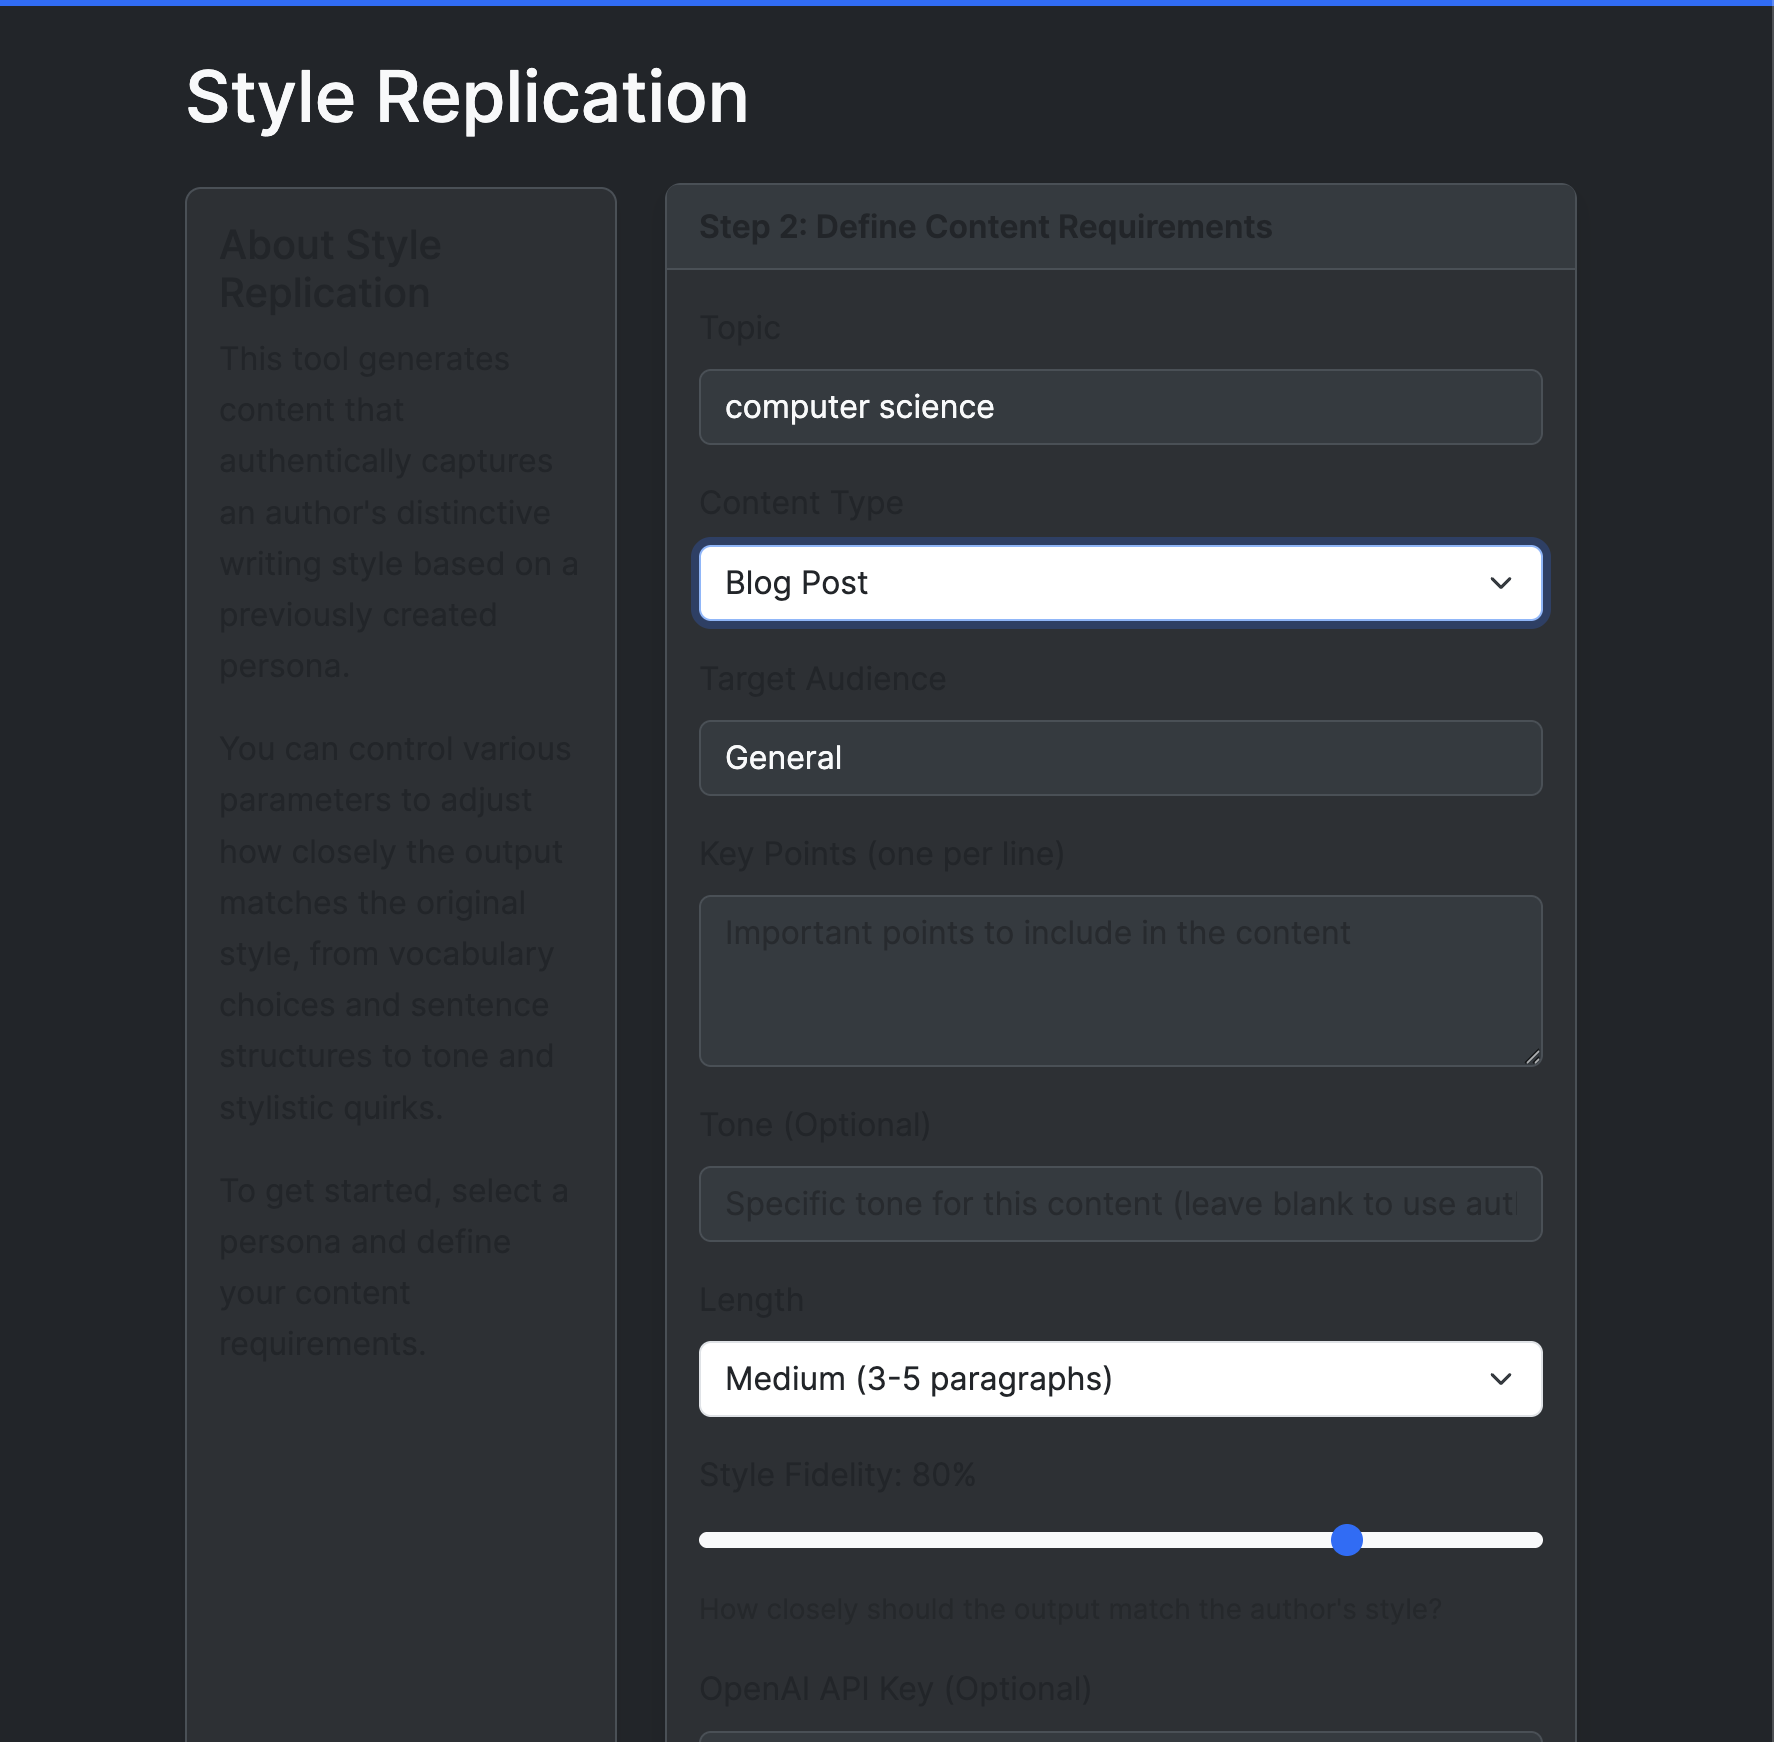 Style Replication
About Style
Replication
This tool generates
content that
authentically captures
an author's distinctive
writing style based on a
previously created
persona.
You can control various
parameters to adjust
how closely the output
matches the original
style, from vocabulary
choices and sentence
structures to tone and
stylistic quirks.
To get started, select a
persona and define
your content
requirements.
Step 2: Define Content Requirements
Topic
computer science
Content Type
Blog Post
Target Audience
General
Key Points (one per line)
Important points to include in the content
Tone (Optional)
Specific tone for this content (leave blank to use
Length
Medium (3-5 paragraphs)
Style Fidelity: 80%
How closely should the output match the author's style?
OpenAI API Key (Optional)